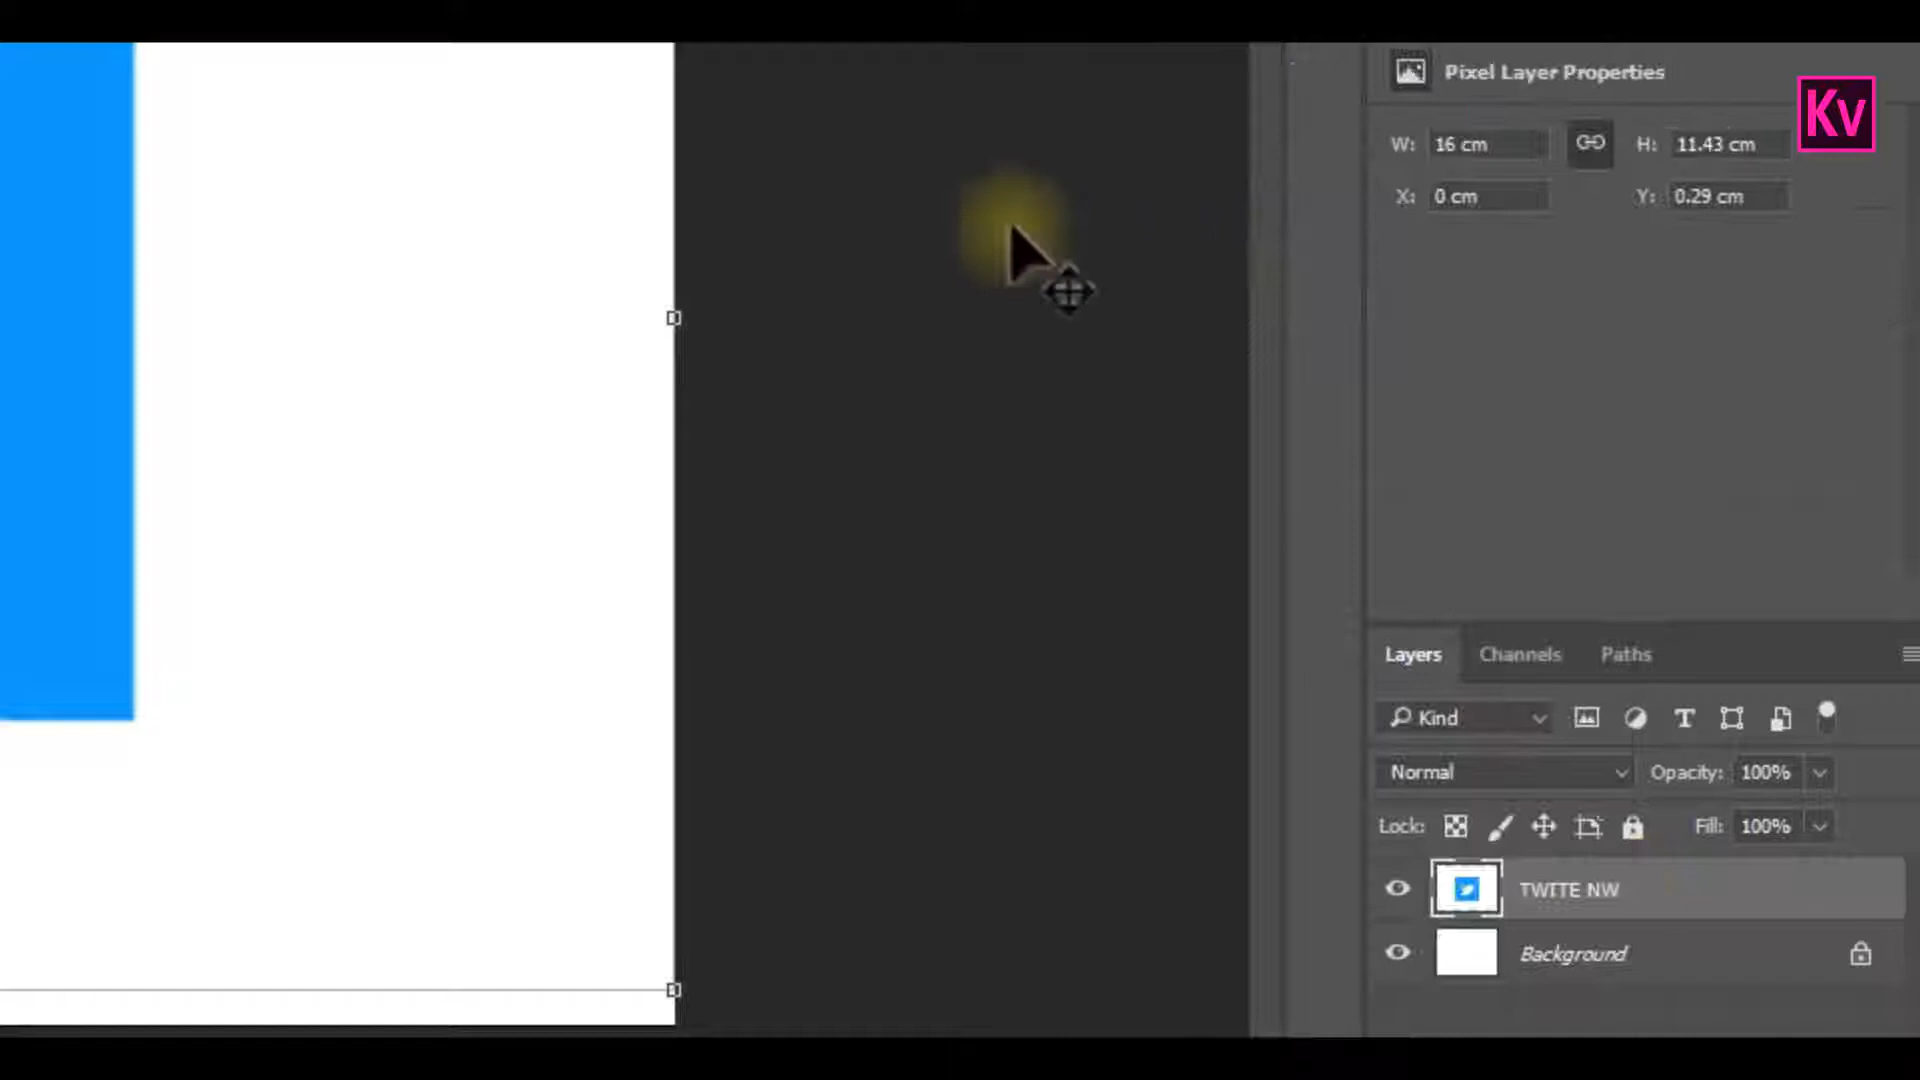 Pixel Layer Properties
Kv
W: 16 cm H: 11.43 cm
X: 0 cm Y: 0.29 cm
Layers Channels Paths
Kind
Normal Opacity: 100%
Lock: Fill: 100%
TWITE NW
Background